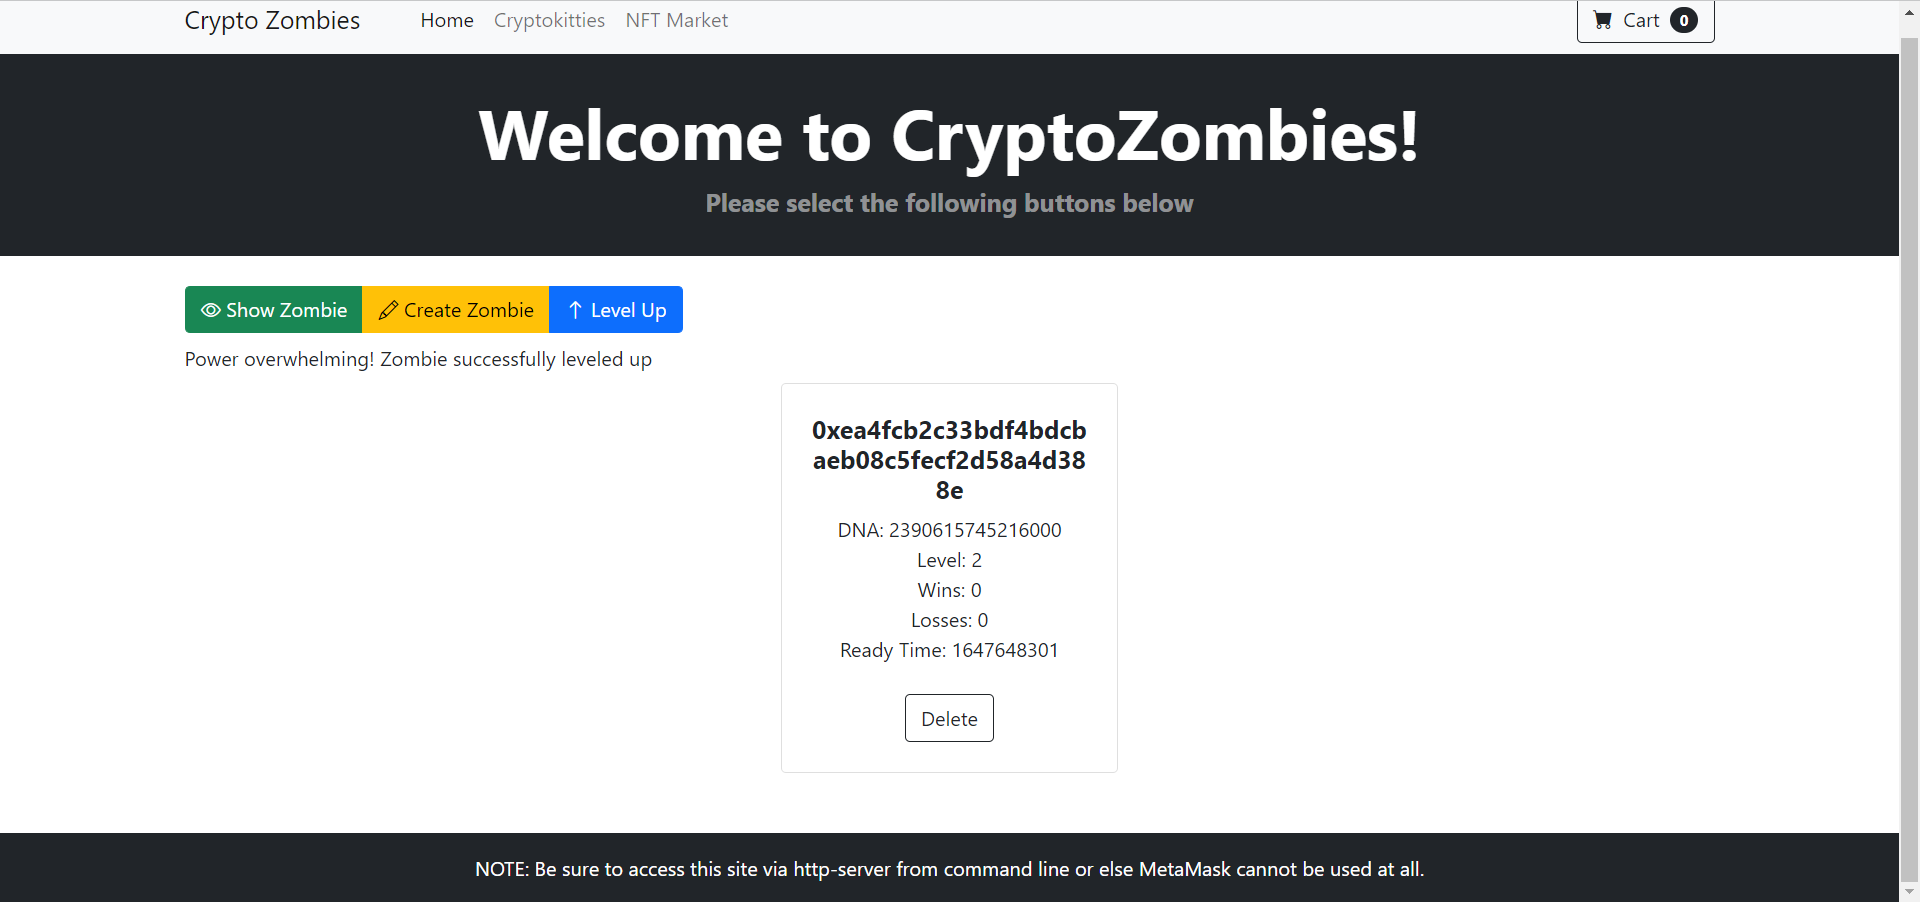 Crypto Zombies Home Cryptokitties NFT Market Cart 0
Welcome to CryptoZombies!
Please select the following buttons below
Show Zombie Create Zombie Level Up
Power overwhelming! Zombie successfully leveled up
0xea4fcb2c33bdf4bdcb
aeb08c5fecf2d58a4d38
8e
DNA: 2390615745216000
Level: 2
Wins: 0
Losses: 0
Ready Time: 1647648301
Delete
NOTE: Be sure to access this site via http-server from command line or else MetaMask cannot be used at all.